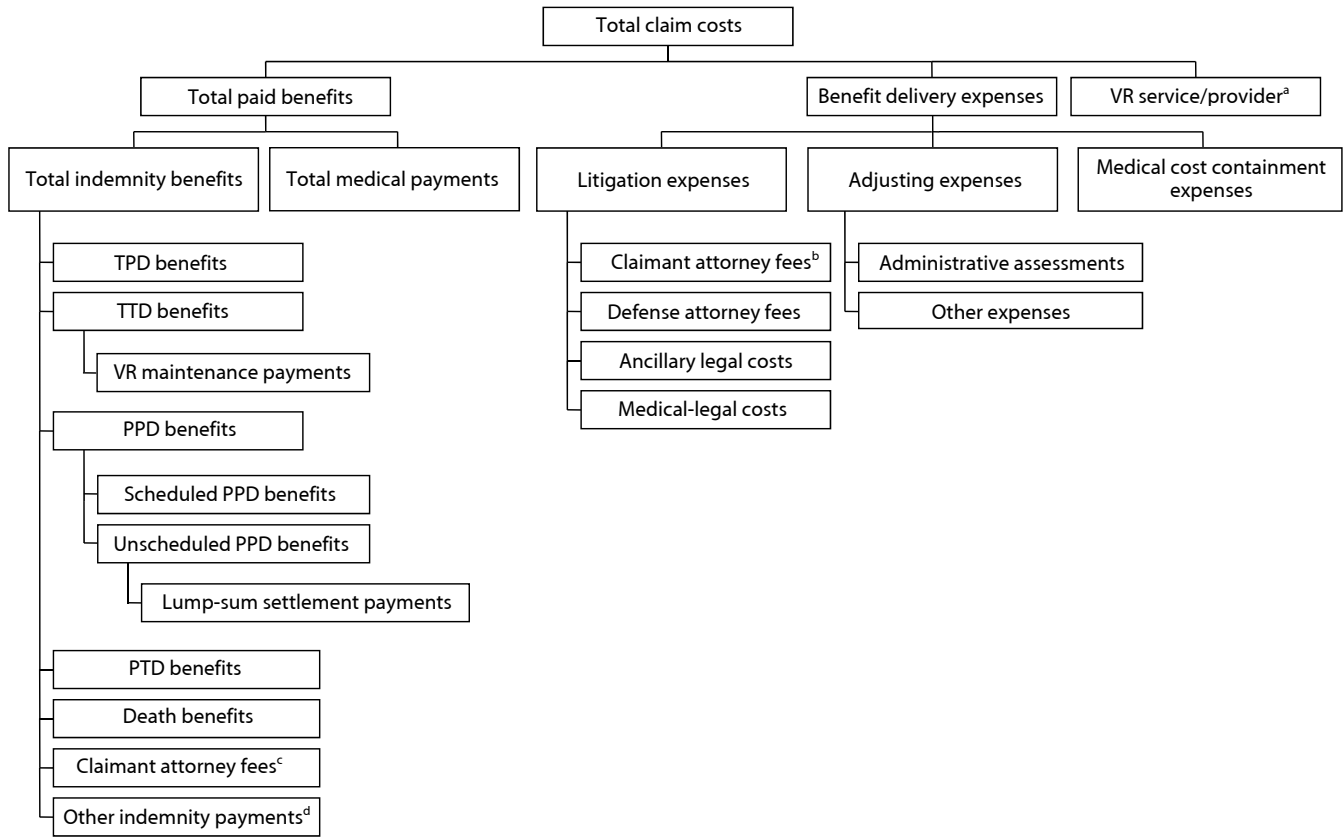 Total claim costs
Total paid benefits
Benefit delivery expenses
VR service/providerᵃ
Total indemnity benefits
Total medical payments
Litigation expenses
Adjusting expenses
Medical cost containment
expenses
TPD benefits
TTD benefits
VR maintenance payments
PPD benefits
Scheduled PPD benefits
Unscheduled PPD benefits
Lump-sum settlement payments
PTD benefits
Death benefits
Claimant attorney feesᶜ
Other indemnity paymentsᵈ
Claimant attorney feesᵇ
Defense attorney fees
Ancillary legal costs
Medical-legal costs
Administrative assessments
Other expenses